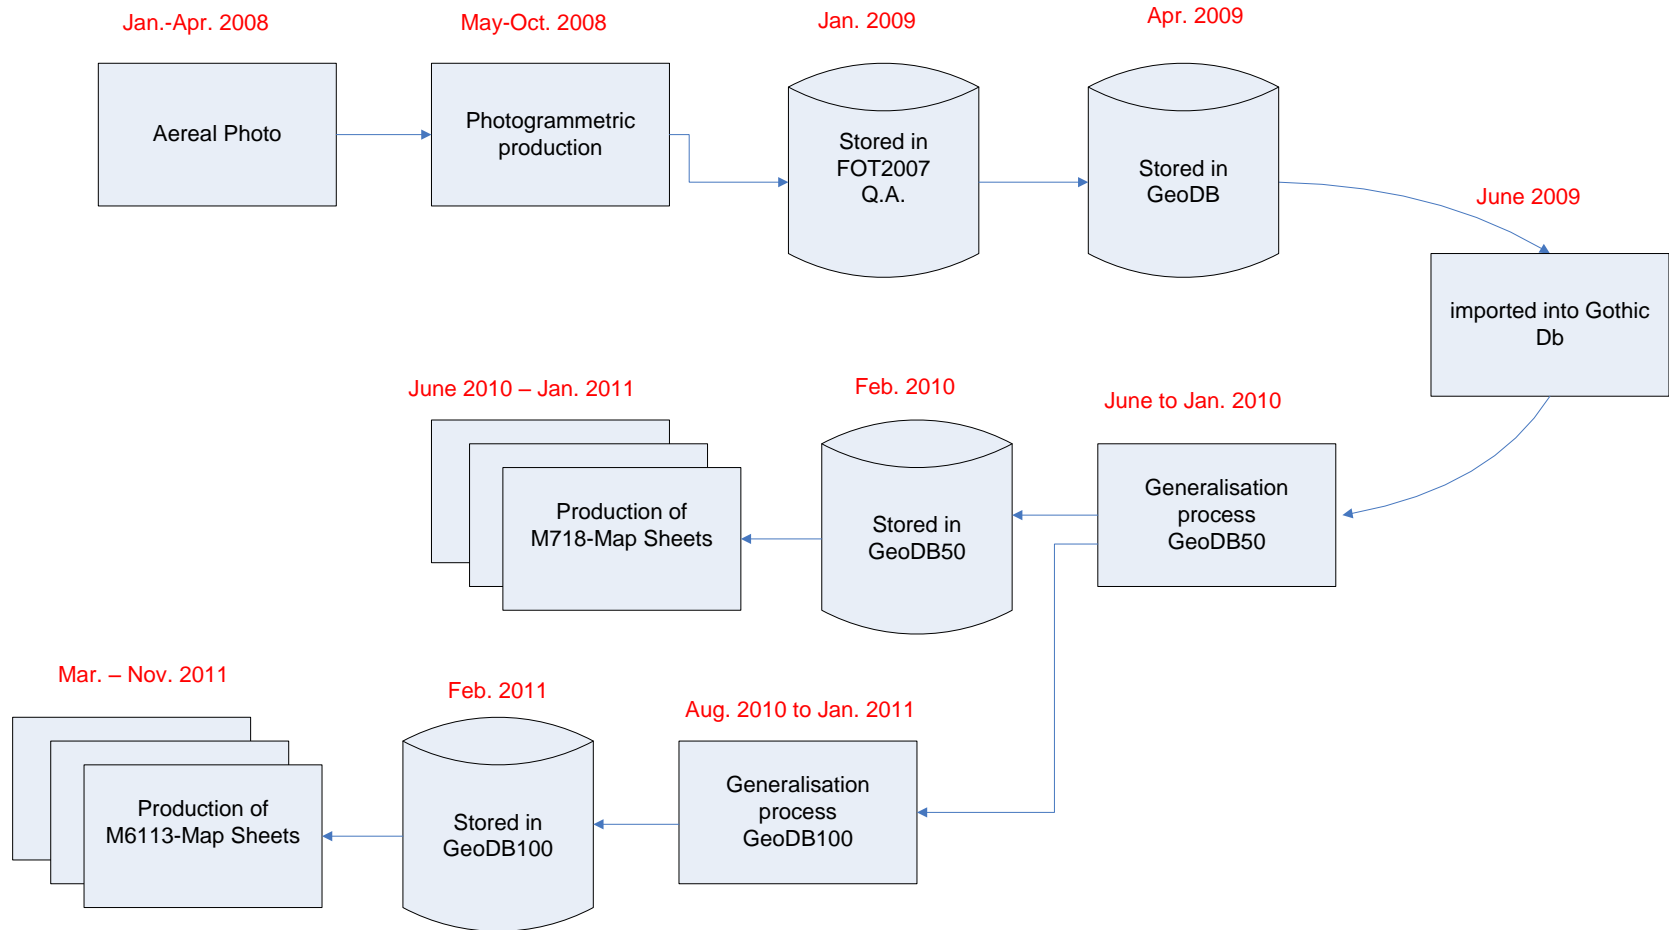 Jan.-Apr. 2008
Aereal Photo
May-Oct. 2008
Photogrammetric
production
Jan. 2009
Stored in
FOT2007
Q.A.
Apr. 2009
Stored in
GeoDB
June 2009
imported into Gothic
Db
June to Jan. 2010
Generalisation
process
GeoDB50
Feb. 2010
Stored in
GeoDB50
June 2010 – Jan. 2011
Production of
M718-Map Sheets
Aug. 2010 to Jan. 2011
Generalisation
process
GeoDB100
Feb. 2011
Stored in
GeoDB100
Mar. – Nov. 2011
Production of
M6113-Map Sheets